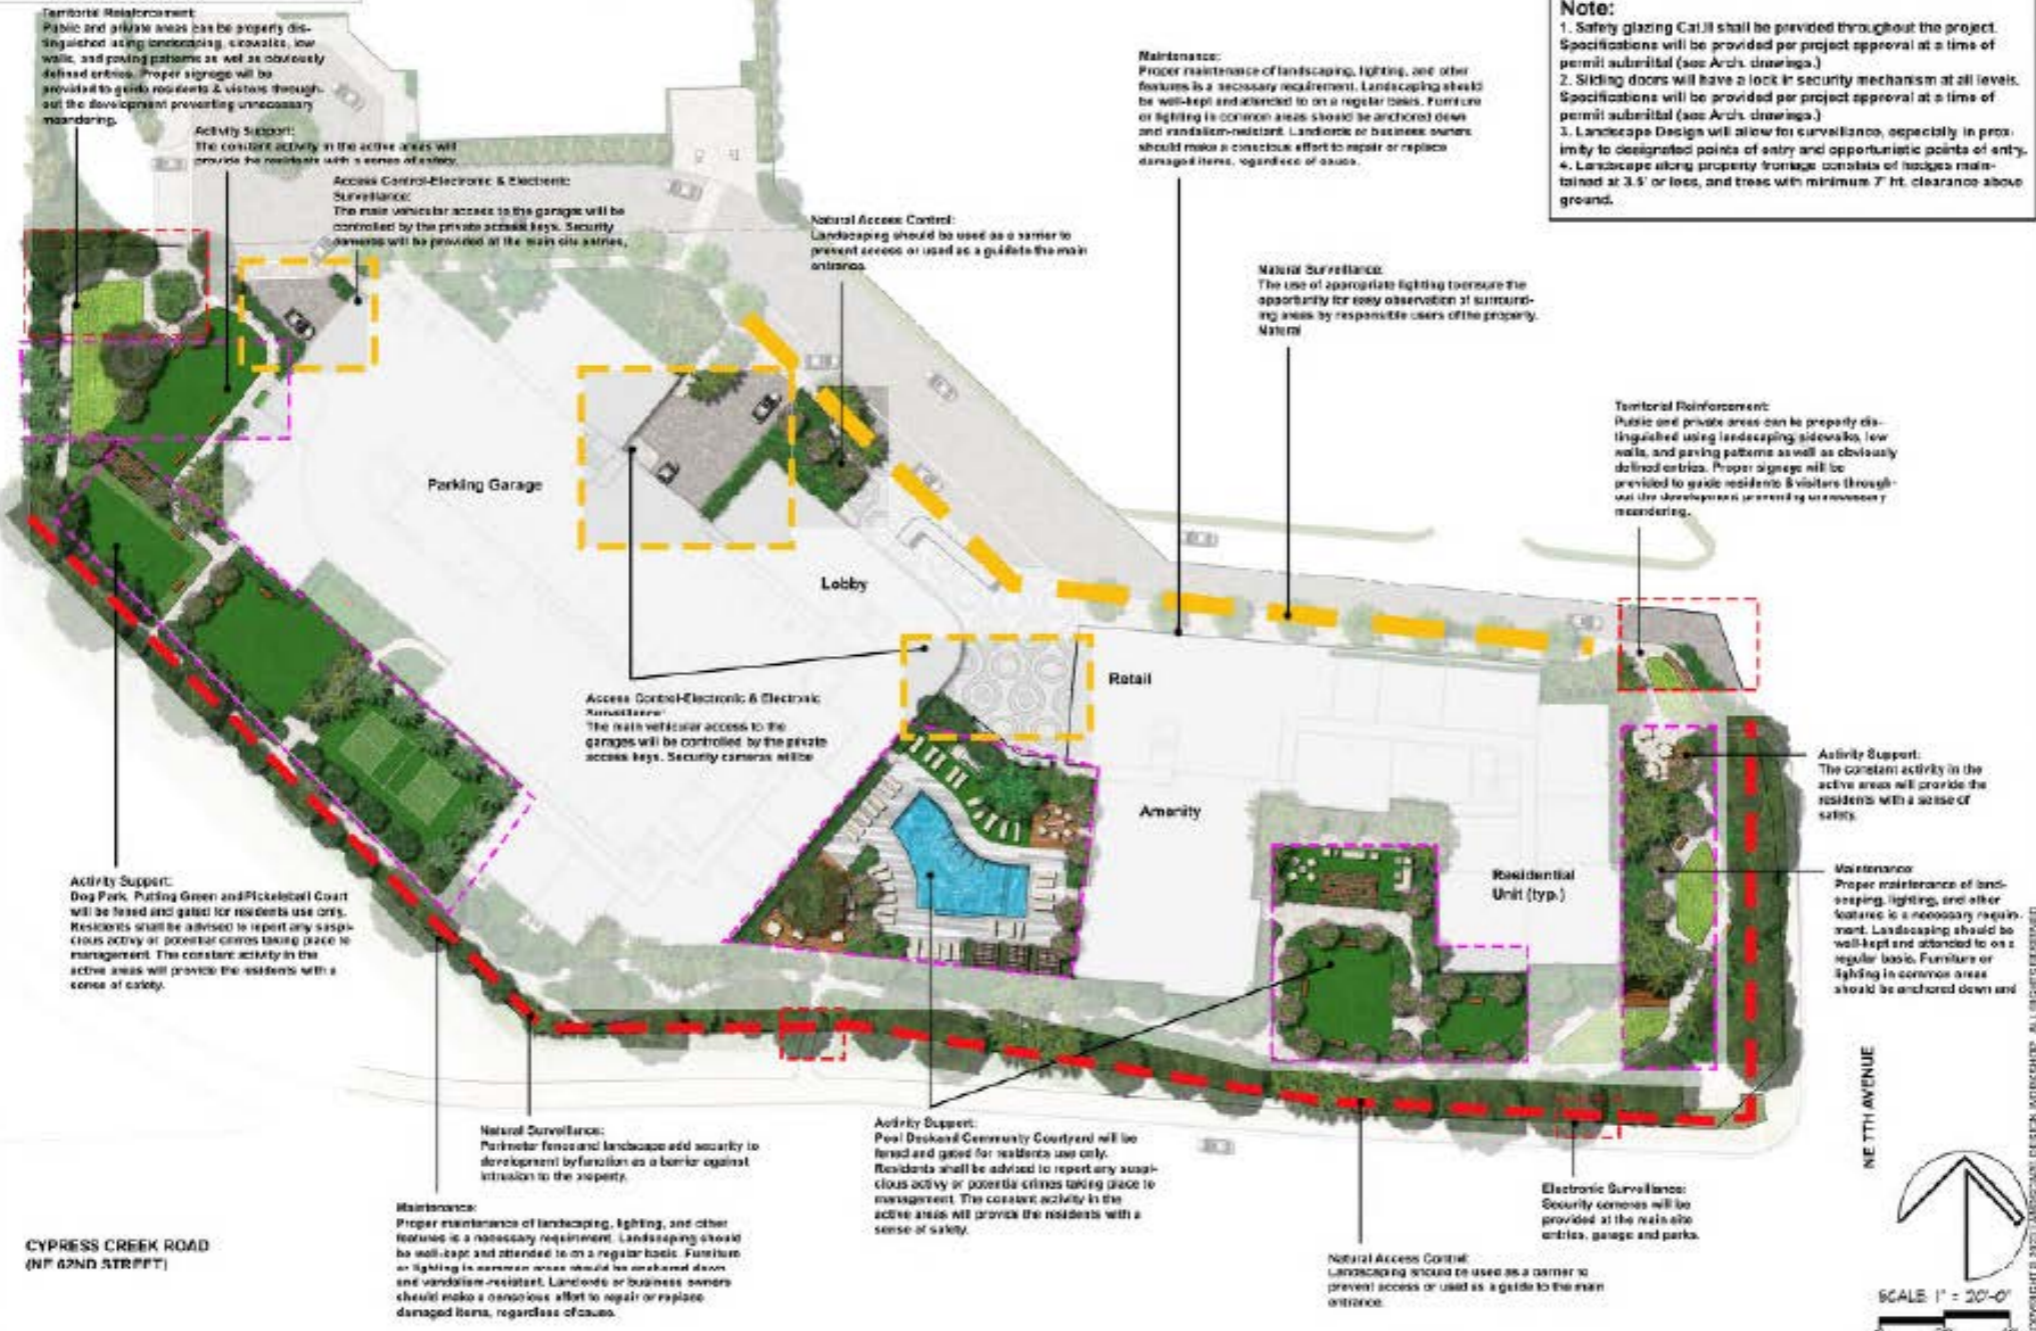 Territorial Reinforcement:
Public and private areas can be properly dis-
tinguished using landscaping, sidewalks, low
walls, and paving patterns as well as obviously
defined entries. Proper signage will be
provided to guide residents & visitors through-
out the development preventing unnecessary
meandering.
Activity Support:
The constant activity in the active areas will
provide the residents with a sense of safety.
Access Control-Electronic & Electronic
Surveillance:
The main vehicular access to the garages will be
controlled by the private access keys. Security
cameras will be provided at the main site entries,
Natural Access Control:
Landscaping should be used as a barrier to
prevent access or used as a guide to the main
entrance.
Maintenance:
Proper maintenance of landscaping, lighting, and other
features is a necessary requirement. Landscaping should
be well-kept and attended to on a regular basis. Furniture
or lighting in common areas should be anchored down
and vandalism-resistant. Landlords or business owners
should make a conscious effort to repair or replace
damaged items, regardless of cause.
Note:
1. Safety glazing Cat.II shall be provided throughout the project.
Specifications will be provided per project approval at a time of
permit submittal (see Arch. drawings.)
2. Sliding doors will have a lock in security mechanism at all levels.
Specifications will be provided per project approval at a time of
permit submittal (see Arch. drawings.)
3. Landscape Design will allow for surveillance, especially in prox-
imity to designated points of entry and opportunistic points of entry.
4. Landscape along property frontage consists of hedges main-
tained at 3.5' or less, and trees with minimum 7' ht. clearance above
ground.
Natural Surveillance:
The use of appropriate lighting to ensure the
opportunity for easy observation of surround-
ing areas by responsible users of the property.
Natural
Territorial Reinforcement:
Public and private areas can be properly dis-
tinguished using landscaping, sidewalks, low
walls, and paving patterns as well as obviously
defined entries. Proper signage will be
provided to guide residents & visitors through-
out the development preventing unnecessary
meandering.
Parking Garage
Lobby
Retail
Amenity
Residential
Unit (typ.)
Access Control-Electronic & Electronic
Surveillance:
The main vehicular access to the
garages will be controlled by the private
access keys. Security cameras will be
Activity Support:
The constant activity in the
active areas will provide the
residents with a sense of
safety.
Maintenance:
Proper maintenance of land-
scaping, lighting, and other
features is a necessary require-
ment. Landscaping should be
well-kept and attended to on a
regular basis. Furniture or
lighting in common areas
should be anchored down and
Activity Support:
Dog Park, Putting Green and Pickleball Court
will be fened and gated for residents use only.
Residents shall be advised to report any suspi-
cious activy or potential crimes taking place to
management. The constant activity in the
active areas will provide the residents with a
sense of safety.
Natural Surveillance:
Perimeter fence and landscape add security to
development by function as a barrier against
intrusion to the property.
Maintenance:
Proper maintenance of landscaping, lighting, and other
features is a necessary requirement. Landscaping should
be well-kept and attended to on a regular basis. Furniture
or lighting in common areas should be anchored down
and vandalism-resistant. Landlords or business owners
should make a conscious effort to repair or replace
damaged items, regardless of cause.
Activity Support:
Pool Deck and Community Courtyard will be
fened and gated for residents use only.
Residents shall be advised to report any suspi-
cious activy or potential crimes taking place to
management. The constant activity in the
active areas will provide the residents with a
sense of safety.
Electronic Surveillance:
Security cameras will be
provided at the main site
entries, garage and parks.
Natural Access Control:
Landscaping should be used as a barrier to
prevent access or used as a guide to the main
entrance.
CYPRESS CREEK ROAD
(NE 62ND STREET)
NE 7TH AVENUE
SCALE 1" = 20'-0"